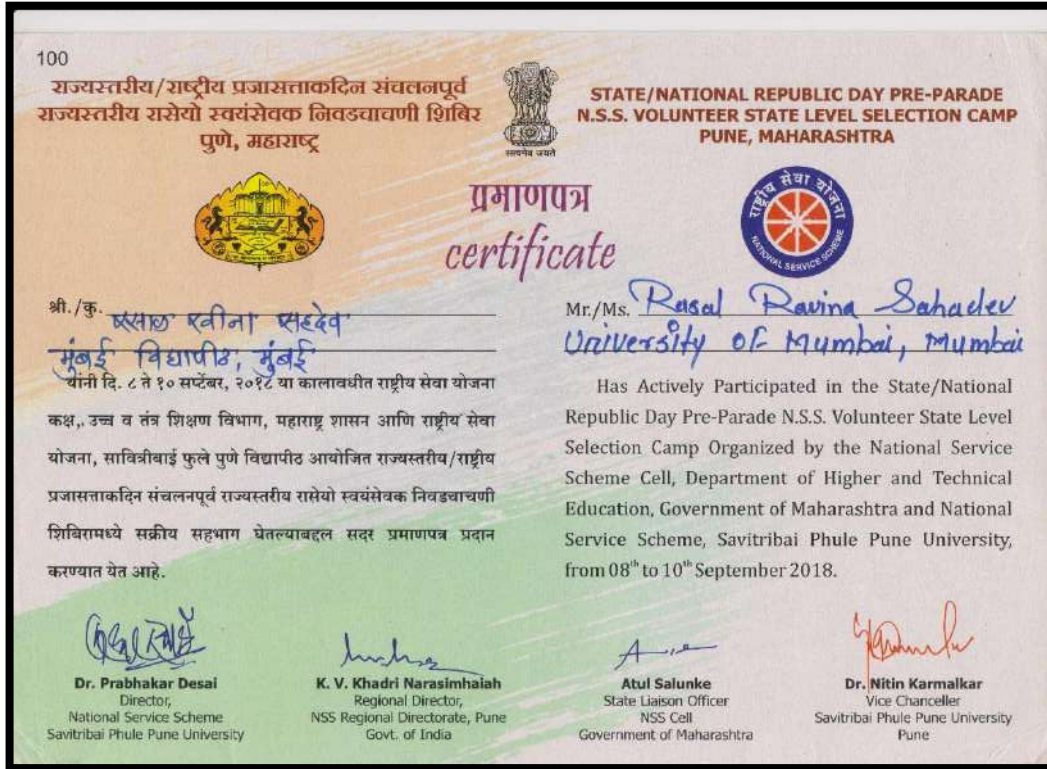 100
राज्यस्तरीय/राष्ट्रीय प्रजासत्ताकदिन संचलनपूर्व
राज्यस्तरीय रासेयो स्वयंसेवक निवडचाचणी शिबिर
पुणे, महाराष्ट्र
सत्यमेव जयते
STATE/NATIONAL REPUBLIC DAY PRE-PARADE
N.S.S. VOLUNTEER STATE LEVEL SELECTION CAMP
PUNE, MAHARASHTRA
प्रमाणपत्र
certificate
राष्ट्रीय सेवा योजना
NATIONAL SERVICE SCHEME
श्री./कु. रसाळ रवीना सहदेव
मुंबई विद्यापीठ, मुंबई
यांनी दि. ८ ते १० सप्टेंबर, २०१८ या कालावधीत राष्ट्रीय सेवा योजना
कक्ष,. उच्च व तंत्र शिक्षण विभाग, महाराष्ट्र शासन आणि राष्ट्रीय सेवा
योजना, सावित्रीबाई फुले पुणे विद्यापीठ आयोजित राज्यस्तरीय/राष्ट्रीय
प्रजासत्ताकदिन संचलनपूर्व राज्यस्तरीय रासेयो स्वयंसेवक निवडचाचणी
शिबिरामध्ये सक्रीय सहभाग घेतल्याबद्दल सदर प्रमाणपत्र प्रदान
करण्यात येत आहे.
Mr./Ms. Rasal Ravina Sahadev
University of Mumbai, Mumbai
Has Actively Participated in the State/National
Republic Day Pre-Parade N.S.S. Volunteer State Level
Selection Camp Organized by the National Service
Scheme Cell, Department of Higher and Technical
Education, Government of Maharashtra and National
Service Scheme, Savitribai Phule Pune University,
from 08th to 10th September 2018.
Dr. Prabhakar Desai
Director,
National Service Scheme
Savitribai Phule Pune University
K. V. Khadri Narasimhaiah
Regional Director,
NSS Regional Directorate, Pune
Govt. of India
Atul Salunke
State Liaison Officer
NSS Cell
Government of Maharashtra
Dr. Nitin Karmalkar
Vice Chanceller
Savitribai Phule Pune University
Pune